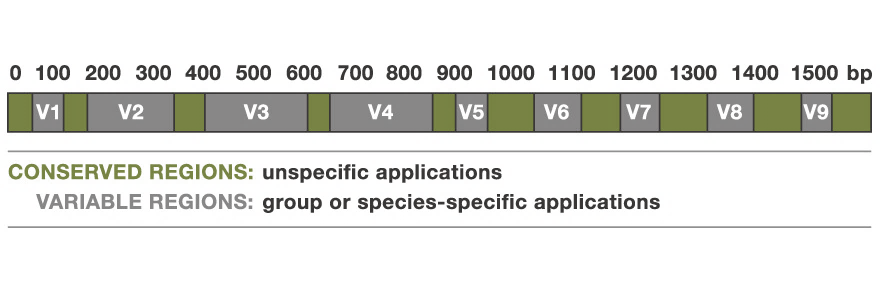 0 100 200 300 400 500 600 700 800 900 1000 1100 1200 1300 1400 1500 bp
V1 V2 V3 V4 V5 V6 V7 V8 V9
CONSERVED REGIONS: unspecific applications
VARIABLE REGIONS: group or species-specific applications